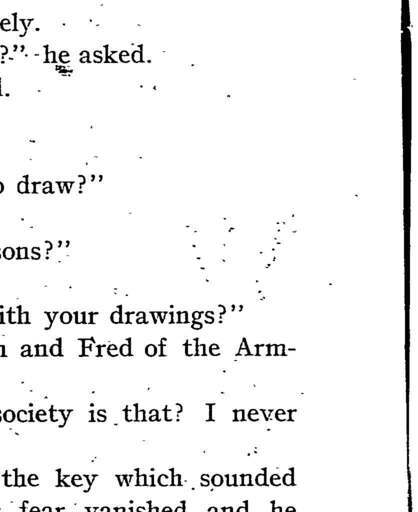 ely.
?" he asked.
.
draw?"
sons?"
ith your drawings?"
and Fred of the Arm-
society is that? I never
the key which sounded
fear vanished and he